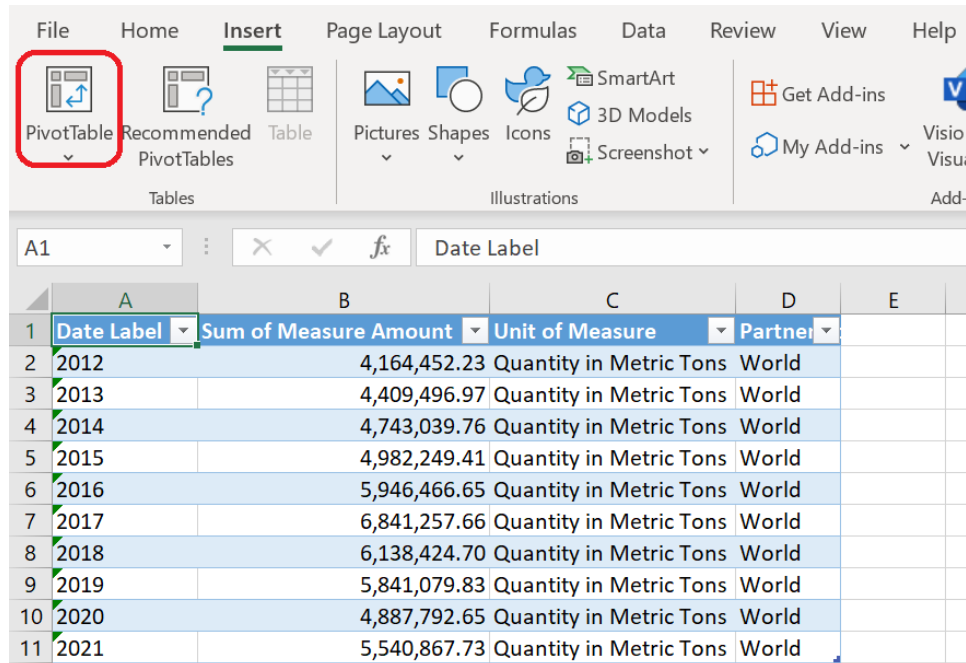 File Home Insert Page Layout Formulas Data Review View Help
PivotTable Recommended PivotTables Table Pictures Shapes Icons SmartArt Get Add-ins
3D Models
Screenshot My Add-ins Visio
Tables Illustrations
A1 fx Date Label
A B C D E
1 Date Label Sum of Measure Amount Unit of Measure
2 2012 4,164,452.23 Quantity in Metric Tons World
3 2013 4,409,496.97 Quantity in Metric Tons World
4 2014 4,743,039.76 Quantity in Metric Tons World
5 2015 4,982,249.41 Quantity in Metric Tons World
6 2016 5,946,466.65 Quantity in Metric Tons World
7 2017 6,841,257.66 Quantity in Metric Tons World
8 2018 6,138,424.70 Quantity in Metric Tons World
9 2019 5,841,079.83 Quantity in Metric Tons World
10 2020 4,887,792.65 Quantity in Metric Tons World
11 2021 5,540,867.73 Quantity in Metric Tons World